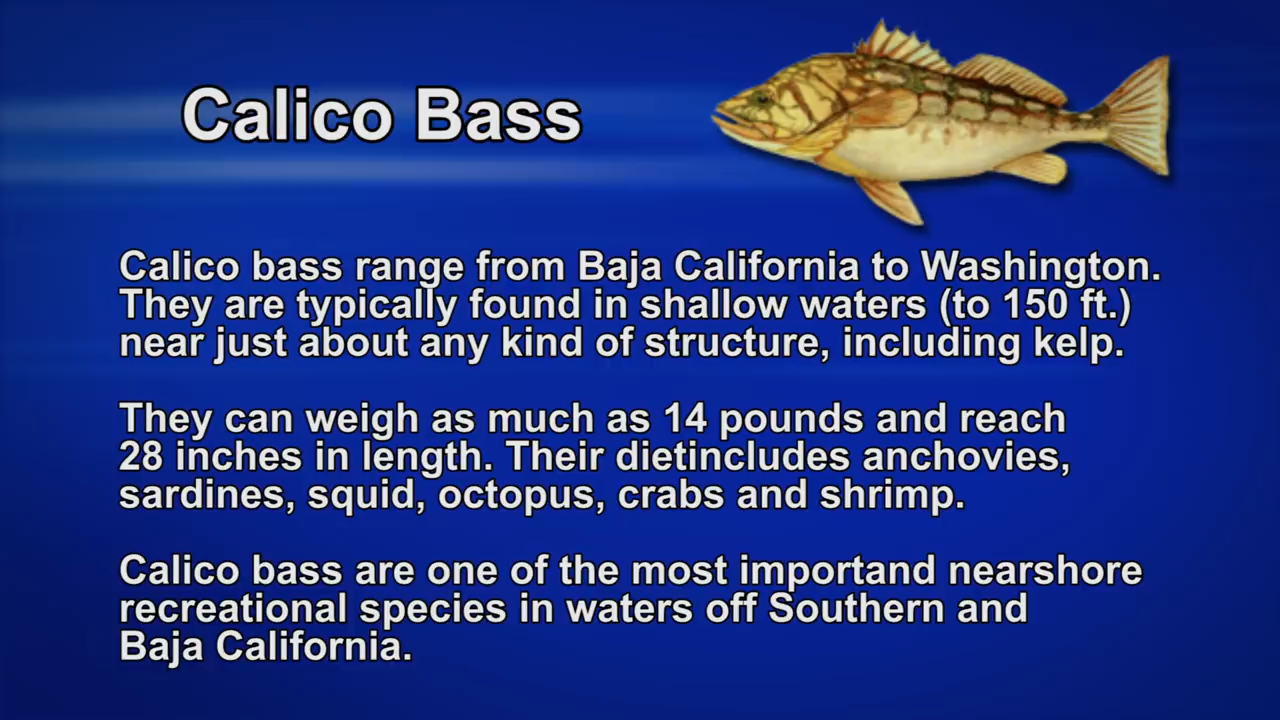 Calico Bass
Calico bass range from Baja California to Washington.
They are typically found in shallow waters (to 150 ft.)
near just about any kind of structure, including kelp.
They can weigh as much as 14 pounds and reach
28 inches in length. Their dietincludes anchovies,
sardines, squid, octopus, crabs and shrimp.
Calico bass are one of the most importand nearshore
recreational species in waters off Southern and
Baja California.